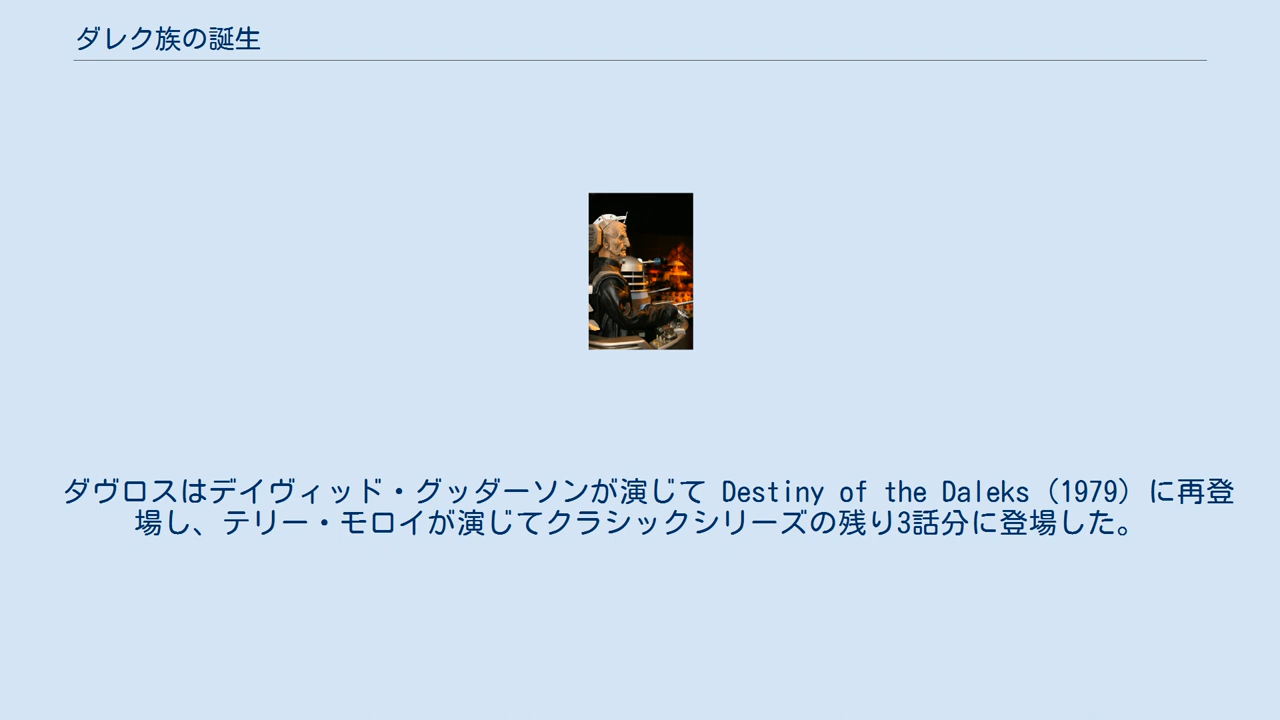 ダレク族の誕生
ダヴロスはデイヴィッド・グッダーソンが演じて Destiny of the Daleks (1979) に再登
場し、テリー・モロイが演じてクラシックシリーズの残り3話分に登場した。